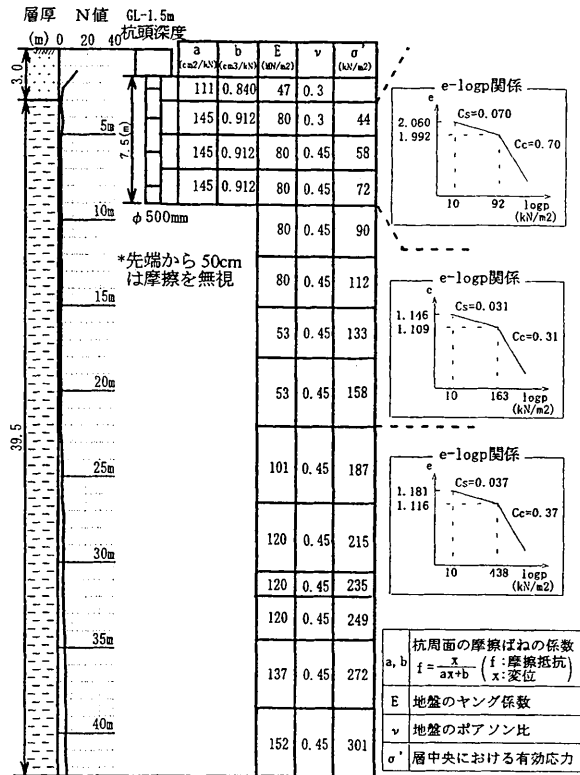 層厚 N値 GL-1.5m
杭頭深度
(m) 0 20 40
a b E ν σ'
(cm2/kN) (cm3/kN) (MN/m2) (kN/m2)
111 0.840 47 0.3
145 0.912 80 0.3 44
145 0.912 80 0.45 58
145 0.912 80 0.45 72
80 0.45 90
80 0.45 112
53 0.45 133
53 0.45 158
101 0.45 187
120 0.45 215
120 0.45 235
120 0.45 249
137 0.45 272
152 0.45 301
3.0
39.5
5m
10m
15m
20m
25m
30m
35m
40m
7.5(m)
φ500mm
*先端から50cm
は摩擦を無視
e-logp関係
e
Cs=0.070
2.060
1.992
Cc=0.70
10 92 logp
(kN/m2)
e-logp関係
e
Cs=0.031
1.146
1.109
Cc=0.31
10 163 logp
(kN/m2)
e-logp関係
e
Cs=0.037
1.181
1.116
Cc=0.37
10 438 logp
(kN/m2)
a,b 杭周面の摩擦ばねの係数
f=x/(ax+b) (f:摩擦抵抗 x:変位)
E 地盤のヤング係数
ν 地盤のポアソン比
σ' 層中央における有効応力